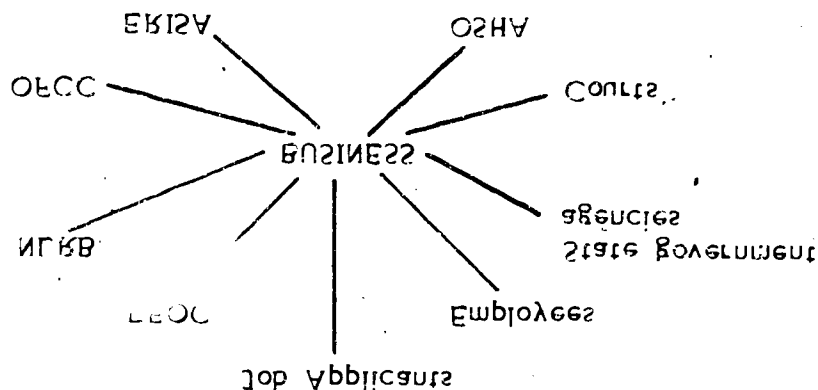 Job Applicants
EEOC
Employees
NLRB
State government
agencies
BUSINESS
OFCC
Courts
ERISA
OSHA